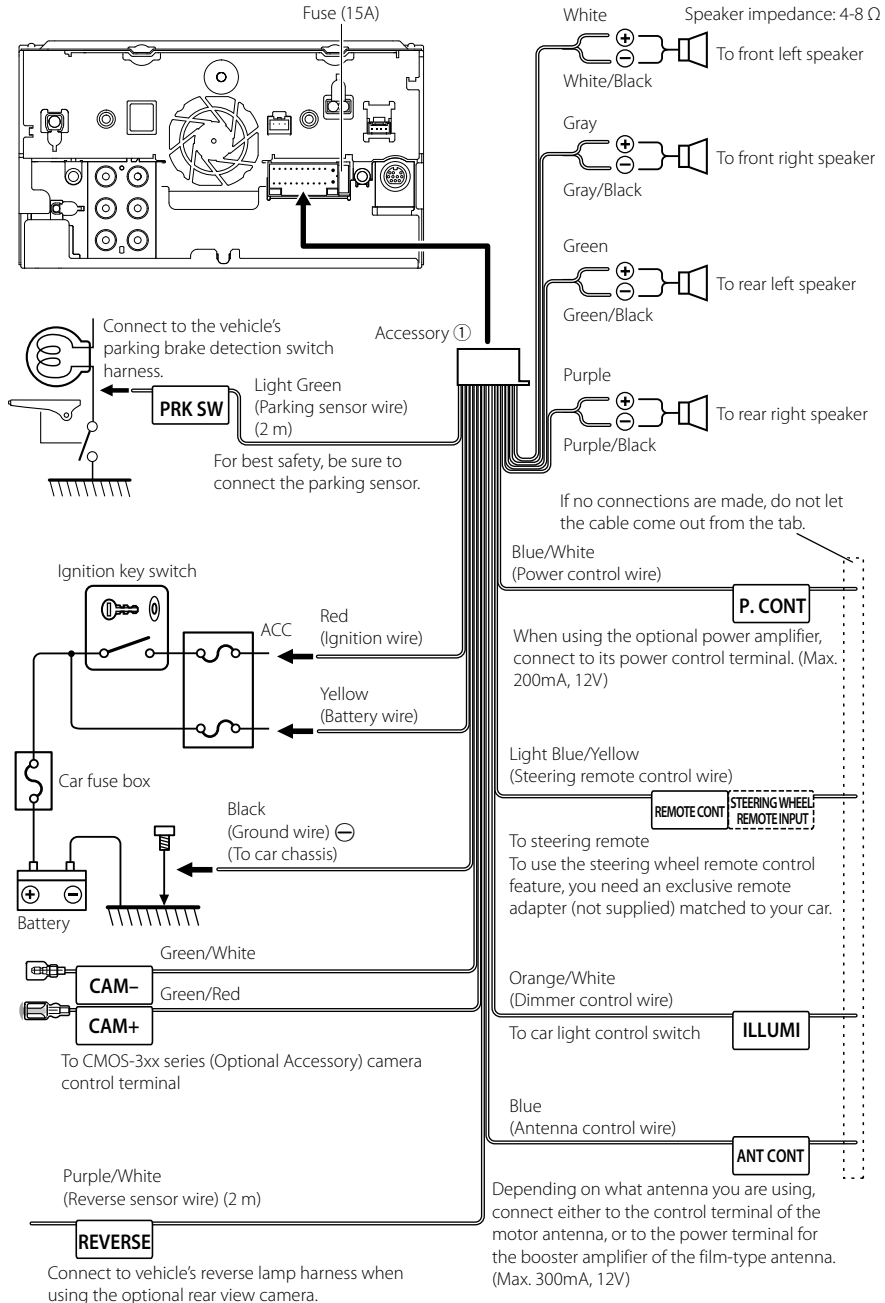 Fuse (15A)
White
Speaker impedance: 4-8 Ω
⊕
⊖
To front left speaker
White/Black
Gray
⊕
⊖
To front right speaker
Gray/Black
Green
⊕
⊖
To rear left speaker
Green/Black
Purple
⊕
⊖
To rear right speaker
Purple/Black
Accessory ①
Connect to the vehicle's
parking brake detection switch
harness.
PRK SW
Light Green
(Parking sensor wire)
(2 m)
For best safety, be sure to
connect the parking sensor.
If no connections are made, do not let
the cable come out from the tab.
Ignition key switch
ACC
Red
(Ignition wire)
Yellow
(Battery wire)
Car fuse box
Black
(Ground wire) ⊖
(To car chassis)
⊕ ⊖
Battery
Blue/White
(Power control wire)
P. CONT
When using the optional power amplifier,
connect to its power control terminal. (Max.
200mA, 12V)
Light Blue/Yellow
(Steering remote control wire)
REMOTE CONT
STEERING WHEEL
REMOTE INPUT
To steering remote
To use the steering wheel remote control
feature, you need an exclusive remote
adapter (not supplied) matched to your car.
Green/White
CAM–
Green/Red
CAM+
To CMOS-3xx series (Optional Accessory) camera
control terminal
Orange/White
(Dimmer control wire)
To car light control switch
ILLUMI
Blue
(Antenna control wire)
ANT CONT
Depending on what antenna you are using,
connect either to the control terminal of the
motor antenna, or to the power terminal for
the booster amplifier of the film-type antenna.
(Max. 300mA, 12V)
Purple/White
(Reverse sensor wire) (2 m)
REVERSE
Connect to vehicle's reverse lamp harness when
using the optional rear view camera.